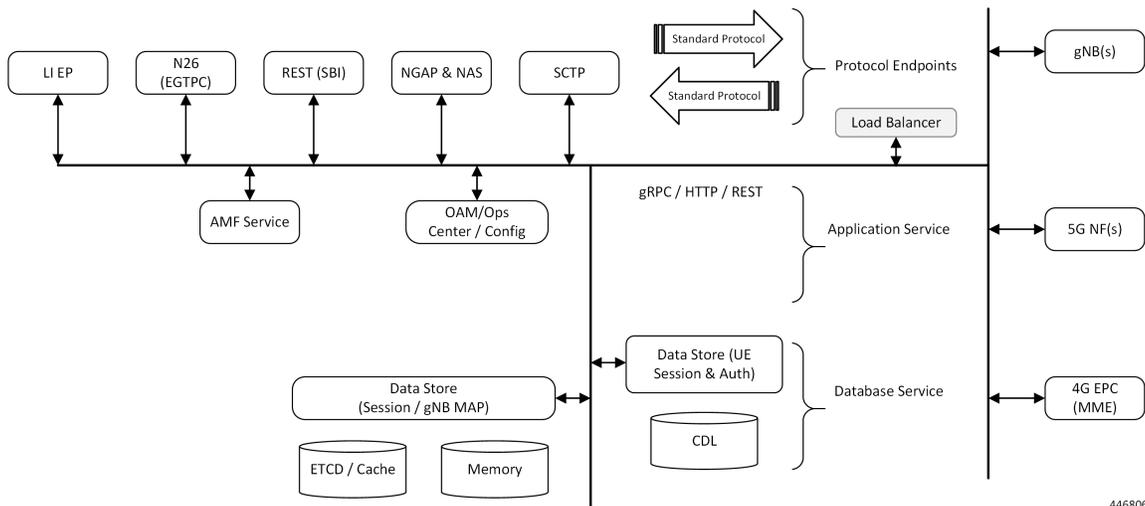 Standard Protocol
gNB(s)
LI EP
N26
(EGTPC)
REST (SBI)
NGAP & NAS
SCTP
Protocol Endpoints
Standard Protocol
Load Balancer
gRPC / HTTP / REST
AMF Service
OAM/Ops
Center / Config
Application Service
5G NF(s)
Data Store (UE
Session & Auth)
Data Store
(Session / gNB MAP)
Database Service
4G EPC
(MME)
CDL
ETCD / Cache
Memory
446806